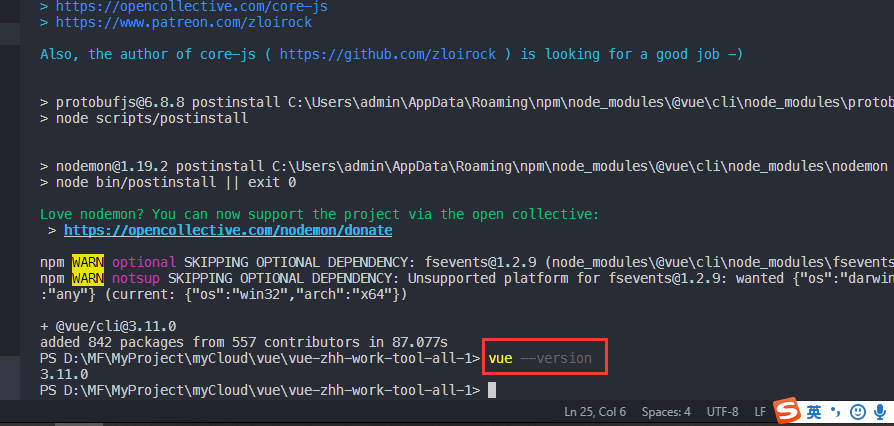 > https://opencollective.com/core-js
> https://www.patreon.com/zloirock
Also, the author of core-js ( https://github.com/zloirock ) is looking for a good job -)
> protobufjs@6.8.8 postinstall C:\Users\admin\AppData\Roaming\npm\node_modules\@vue\cli\node_modules\protob
> node scripts/postinstall
> nodemon@1.19.2 postinstall C:\Users\admin\AppData\Roaming\npm\node_modules\@vue\cli\node_modules\nodemon
> node bin/postinstall || exit 0
Love nodemon? You can now support the project via the open collective:
> https://opencollective.com/nodemon/donate
npm WARN optional SKIPPING OPTIONAL DEPENDENCY: fsevents@1.2.9 (node_modules\@vue\cli\node_modules\fsevents
npm WARN notsup SKIPPING OPTIONAL DEPENDENCY: Unsupported platform for fsevents@1.2.9: wanted {"os":"darwin
:"any"} (current: {"os":"win32","arch":"x64"})
+ @vue/cli@3.11.0
added 842 packages from 557 contributors in 87.077s
PS D:\MF\MyProject\myCloud\vue\vue-zhh-work-tool-all-1> vue --version
3.11.0
PS D:\MF\MyProject\myCloud\vue\vue-zhh-work-tool-all-1>
Ln 25, Col 6 Spaces: 4 UTF-8 LF S 英